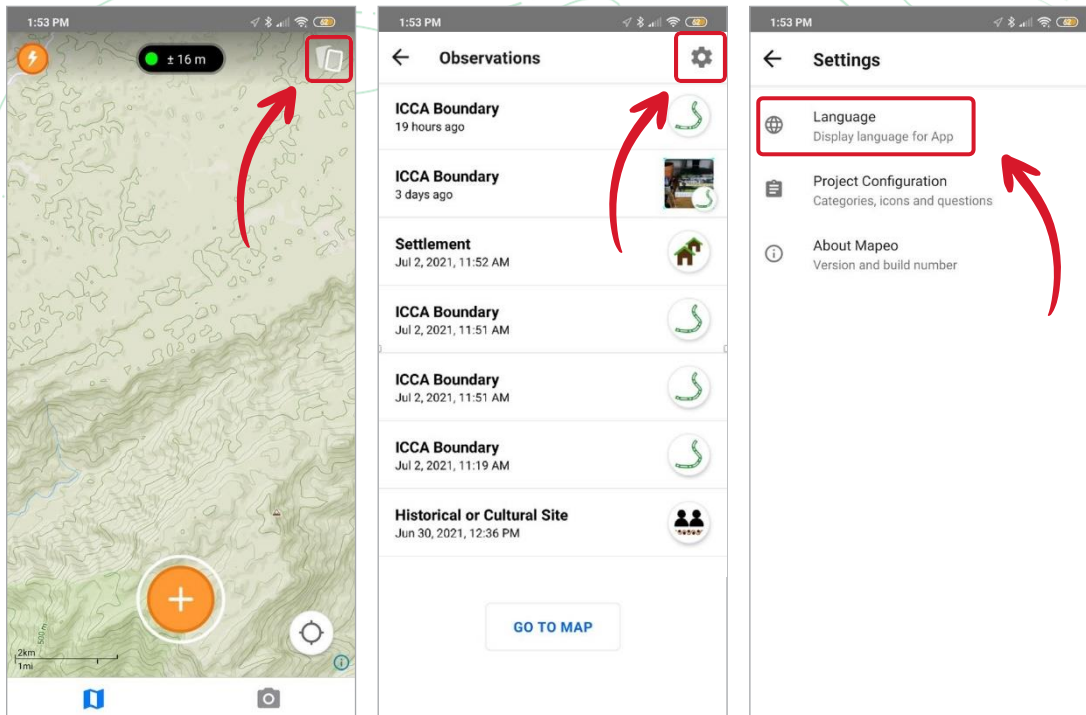 1:53 PM
62
± 16 m
500 m
2km
1mi
1:53 PM
62
Observations
ICCA Boundary
19 hours ago
ICCA Boundary
3 days ago
Settlement
Jul 2, 2021, 11:52 AM
ICCA Boundary
Jul 2, 2021, 11:51 AM
ICCA Boundary
Jul 2, 2021, 11:51 AM
ICCA Boundary
Jul 2, 2021, 11:19 AM
Historical or Cultural Site
Jun 30, 2021, 12:36 PM
GO TO MAP
1:53 PM
62
Settings
Language
Display language for App
Project Configuration
Categories, icons and questions
About Mapeo
Version and build number